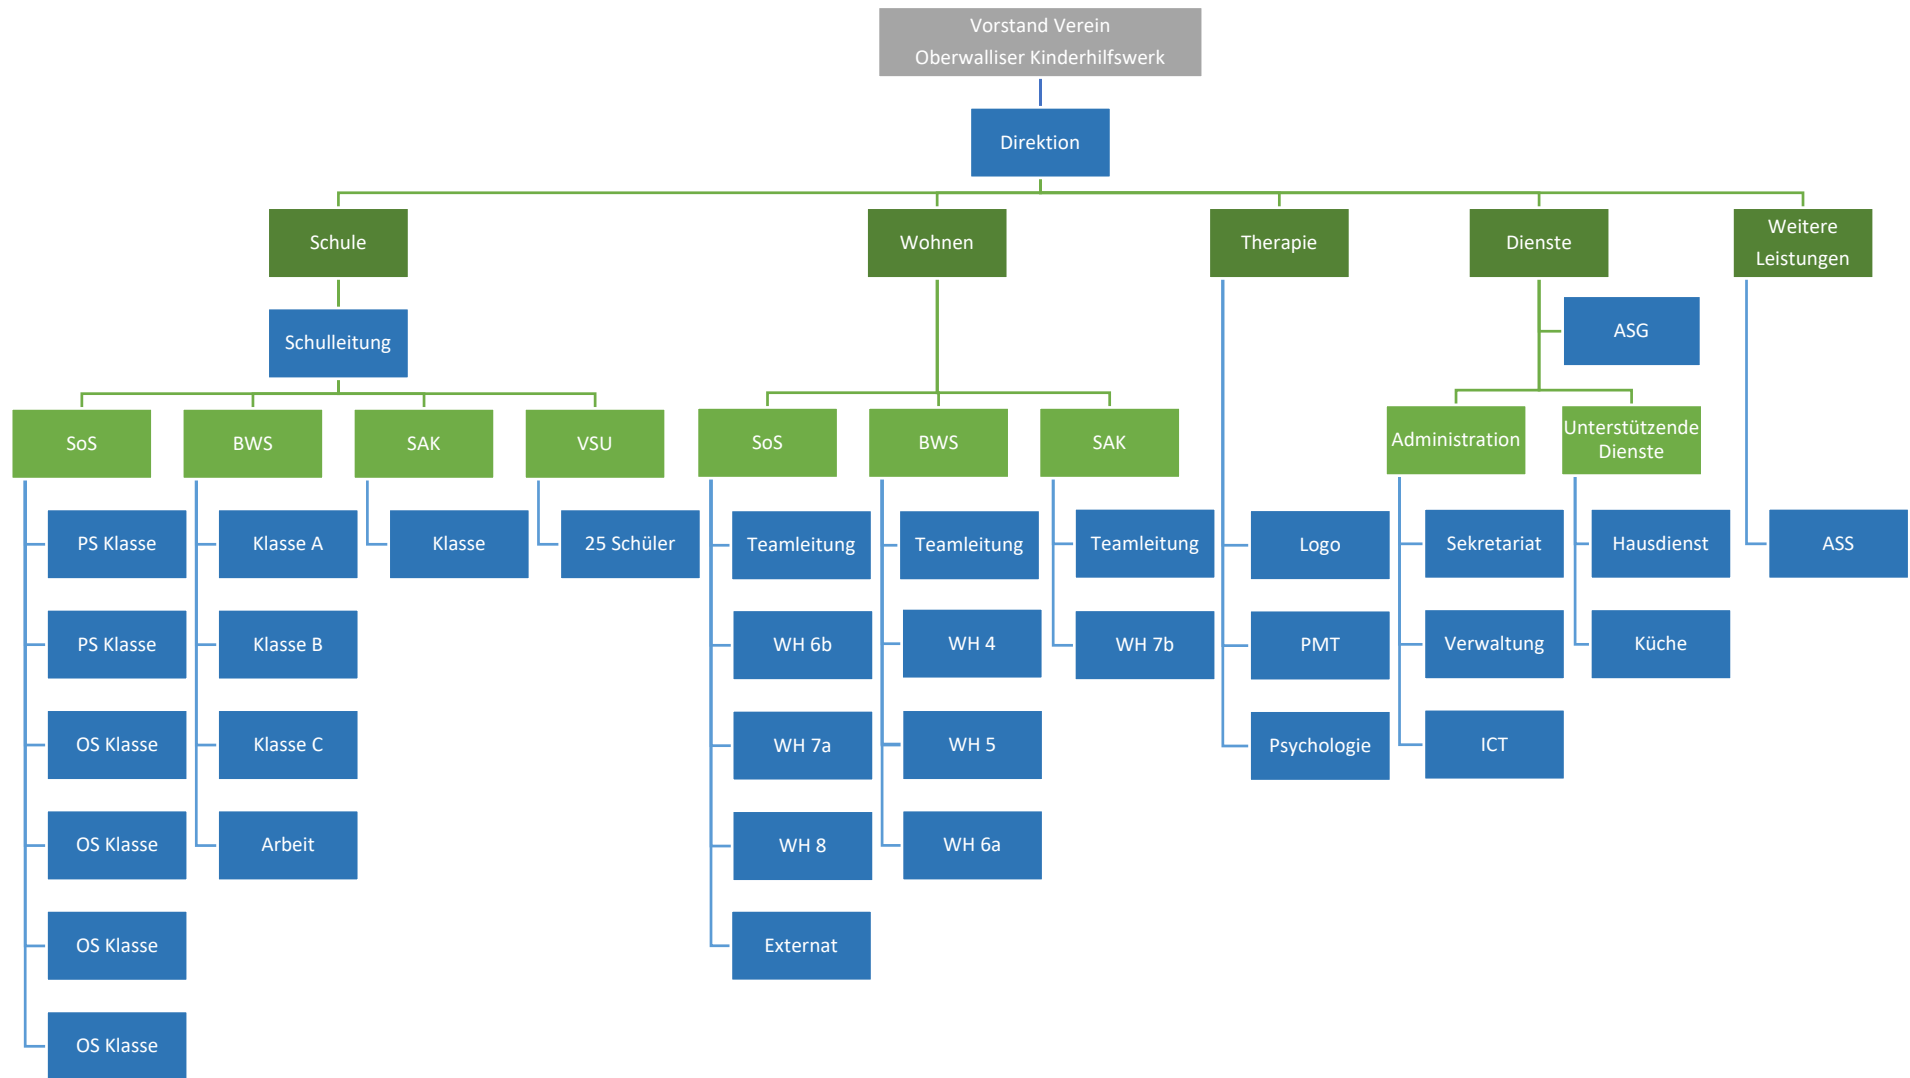 Vorstand Verein
Oberwalliser Kinderhilfswerk
Direktion
Schule
Wohnen
Therapie
Dienste
Weitere
Leistungen
Schulleitung
ASG
SoS
BWS
SAK
VSU
SoS
BWS
SAK
Administration
Unterstützende
Dienste
PS Klasse
Klasse A
Klasse
25 Schüler
Teamleitung
Teamleitung
Teamleitung
Logo
Sekretariat
Hausdienst
ASS
PS Klasse
Klasse B
WH 6b
WH 4
WH 7b
PMT
Verwaltung
Küche
OS Klasse
Klasse C
WH 7a
WH 5
Psychologie
ICT
OS Klasse
Arbeit
WH 8
WH 6a
OS Klasse
Externat
OS Klasse